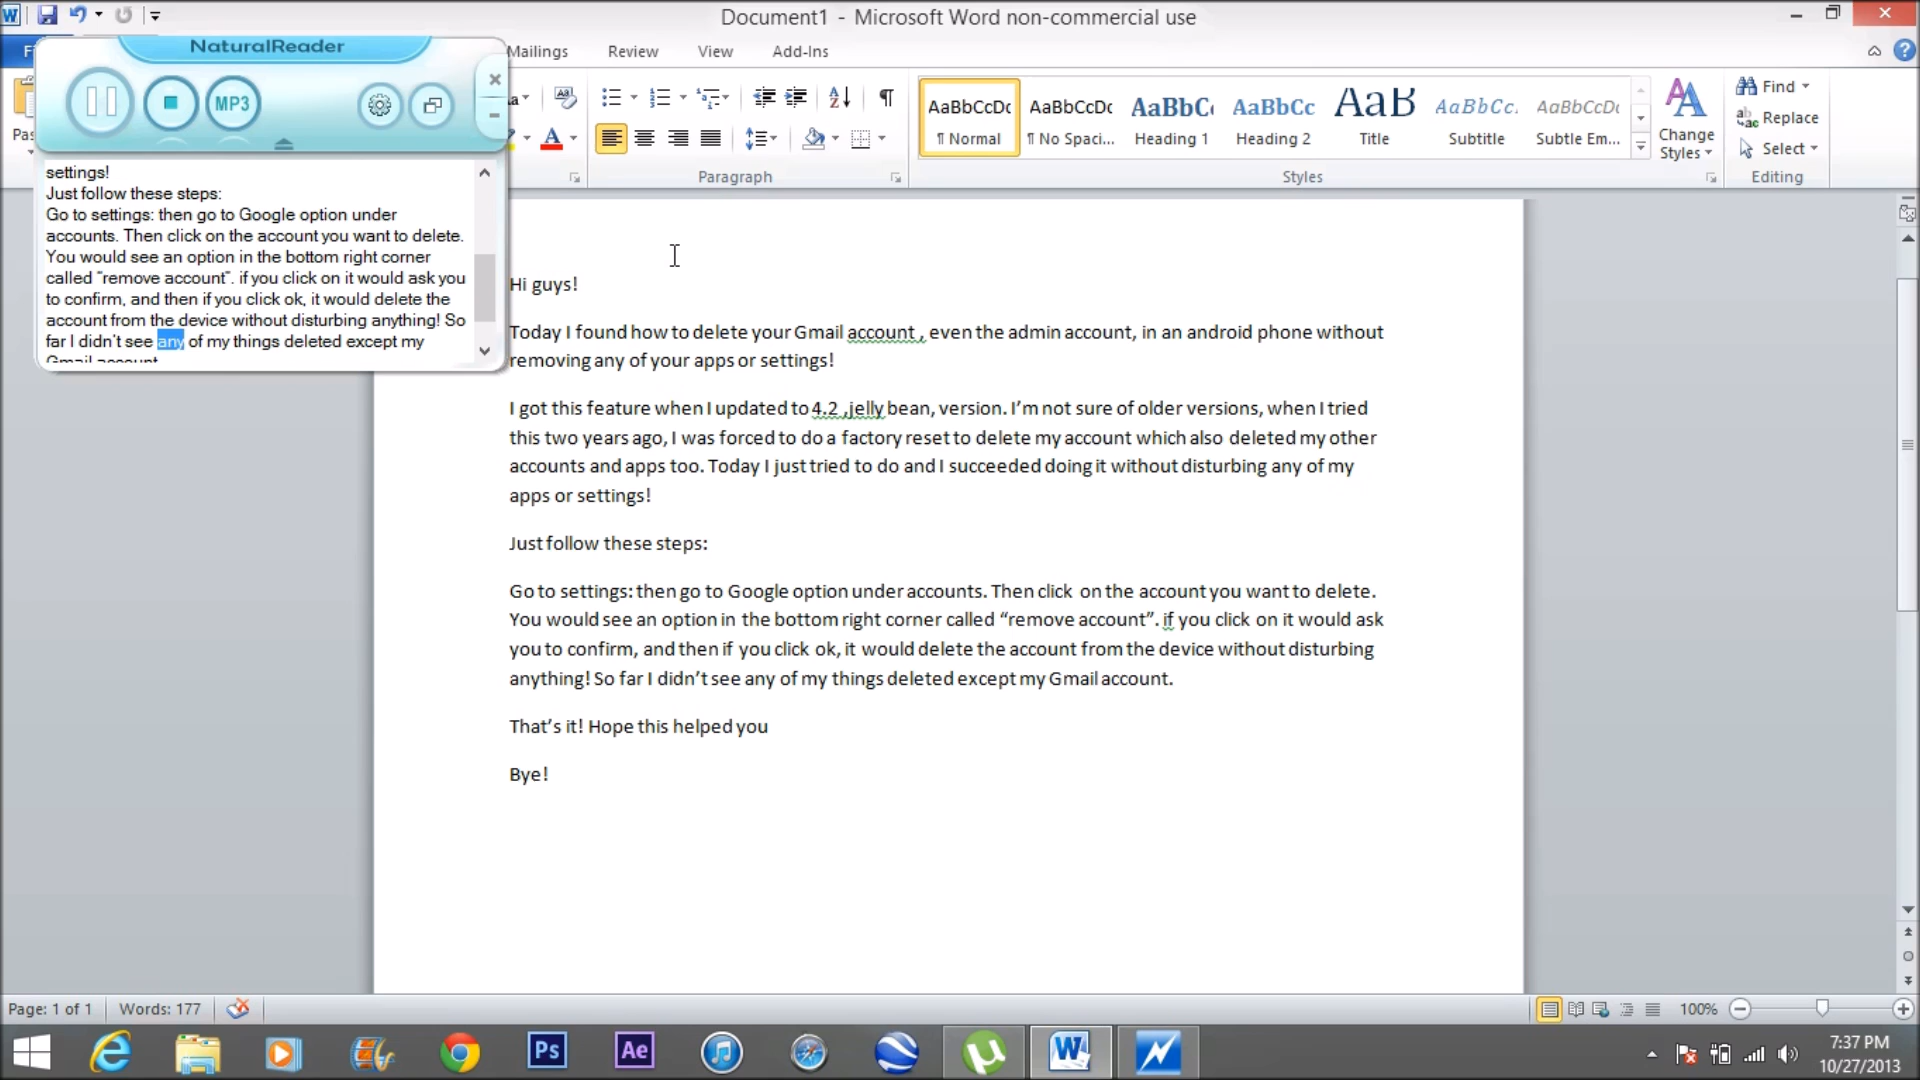 Document1 - Microsoft Word non-commercial use
NaturalReader
Mailings
Review
View
Add-Ins
MP3
AaBbCcDc
AaBbCcDc
AaBbC
AaBbCc
AaB
AaBbCc.
AaBbCcDc
¶ Normal
¶ No Spaci...
Heading 1
Heading 2
Title
Subtitle
Subtle Em...
Change
Styles
Find
Replace
Select
Paragraph
Styles
Editing
settings!
Just follow these steps:
Go to settings: then go to Google option under
accounts. Then click on the account you want to delete.
You would see an option in the bottom right corner
called "remove account". if you click on it would ask you
to confirm, and then if you click ok, it would delete the
account from the device without disturbing anything! So
far I didn't see any of my things deleted except my
Gmail account.
Hi guys!
Today I found how to delete your Gmail account , even the admin account, in an android phone without
removing any of your apps or settings!
I got this feature when I updated to 4.2 ,jelly bean, version. I’m not sure of older versions, when I tried
this two years ago, I was forced to do a factory reset to delete my account which also deleted my other
accounts and apps too. Today I just tried to do and I succeeded doing it without disturbing any of my
apps or settings!
Just follow these steps:
Go to settings: then go to Google option under accounts. Then click on the account you want to delete.
You would see an option in the bottom right corner called “remove account”. if you click on it would ask
you to confirm, and then if you click ok, it would delete the account from the device without disturbing
anything! So far I didn’t see any of my things deleted except my Gmail account.
That’s it! Hope this helped you
Bye!
Page: 1 of 1
Words: 177
100%
Ps
Ae
7:37 PM
10/27/2013